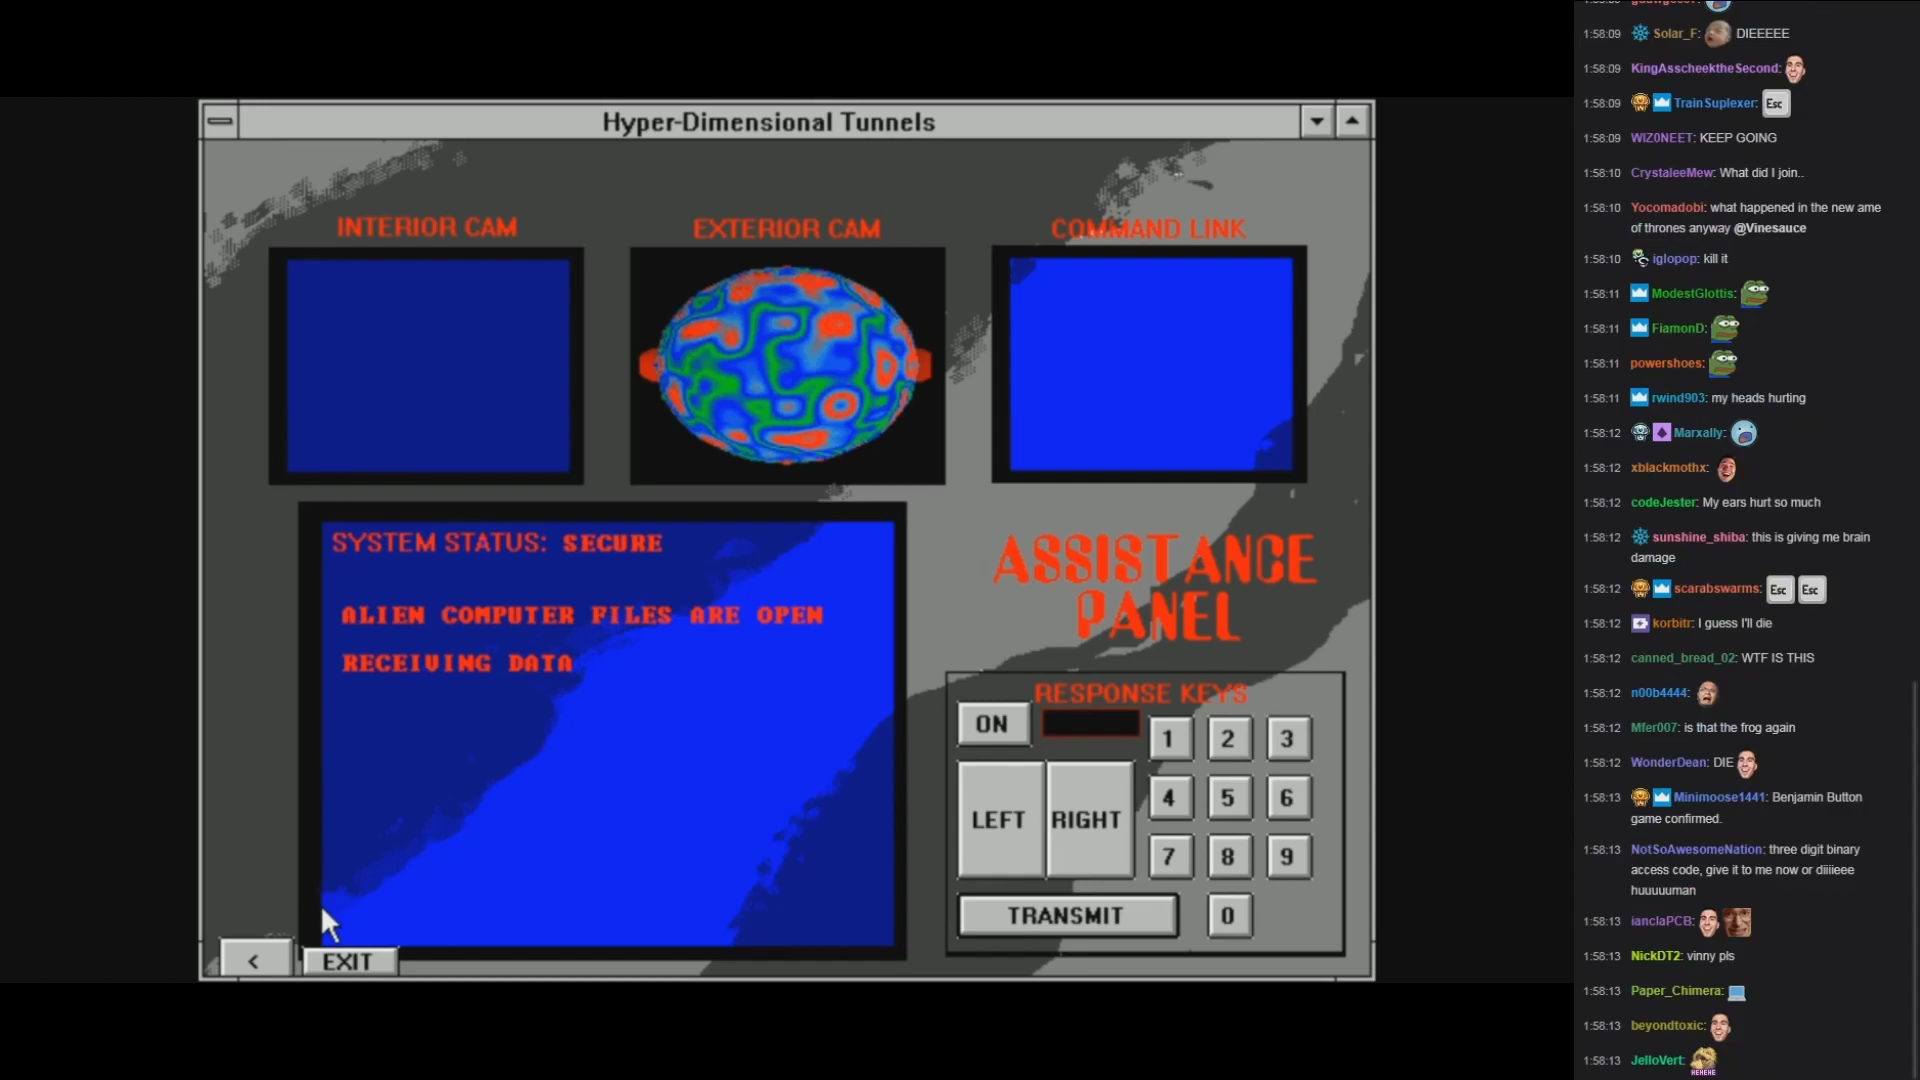 Hyper-Dimensional Tunnels
INTERIOR CAM
EXTERIOR CAM
COMMAND LINK
SYSTEM STATUS: SECURE
ALIEN COMPUTER FILES ARE OPEN
RECEIVING DATA
ASSISTANCE
PANEL
RESPONSE KEYS
ON
1 2 3
LEFT RIGHT
4 5 6
7 8 9
TRANSMIT
0
<
EXIT
1:58:09 Solar_F: DIEEEEE
1:58:09 KingAsscheektheSecond:
1:58:09 TrainSuplexer: Esc
1:58:09 WIZ0NEET: KEEP GOING
1:58:10 CrystaleeMew: What did I join..
1:58:10 Yocomadobi: what happened in the new ame
of thrones anyway @Vinesauce
1:58:10 iglopop: kill it
1:58:11 ModestGlottis:
1:58:11 FiamonD:
1:58:11 powershoes:
1:58:11 rwind903: my heads hurting
1:58:12 Marxally:
1:58:12 xblackmothx:
1:58:12 codeJester: My ears hurt so much
1:58:12 sunshine_shiba: this is giving me brain
damage
1:58:12 scarabswarms: Esc Esc
1:58:12 korbitr: I guess I'll die
1:58:12 canned_bread_02: WTF IS THIS
1:58:12 n00b4444:
1:58:12 Mfer007: is that the frog again
1:58:12 WonderDean: DIE
1:58:13 Minimoose1441: Benjamin Button
game confirmed.
1:58:13 NotSoAwesomeNation: three digit binary
access code, give it to me now or diiiieee
huuuuman
1:58:13 ianclaPCB:
1:58:13 NickDT2: vinny pls
1:58:13 Paper_Chimera:
1:58:13 beyondtoxic:
1:58:13 JelloVert: HEHEHE